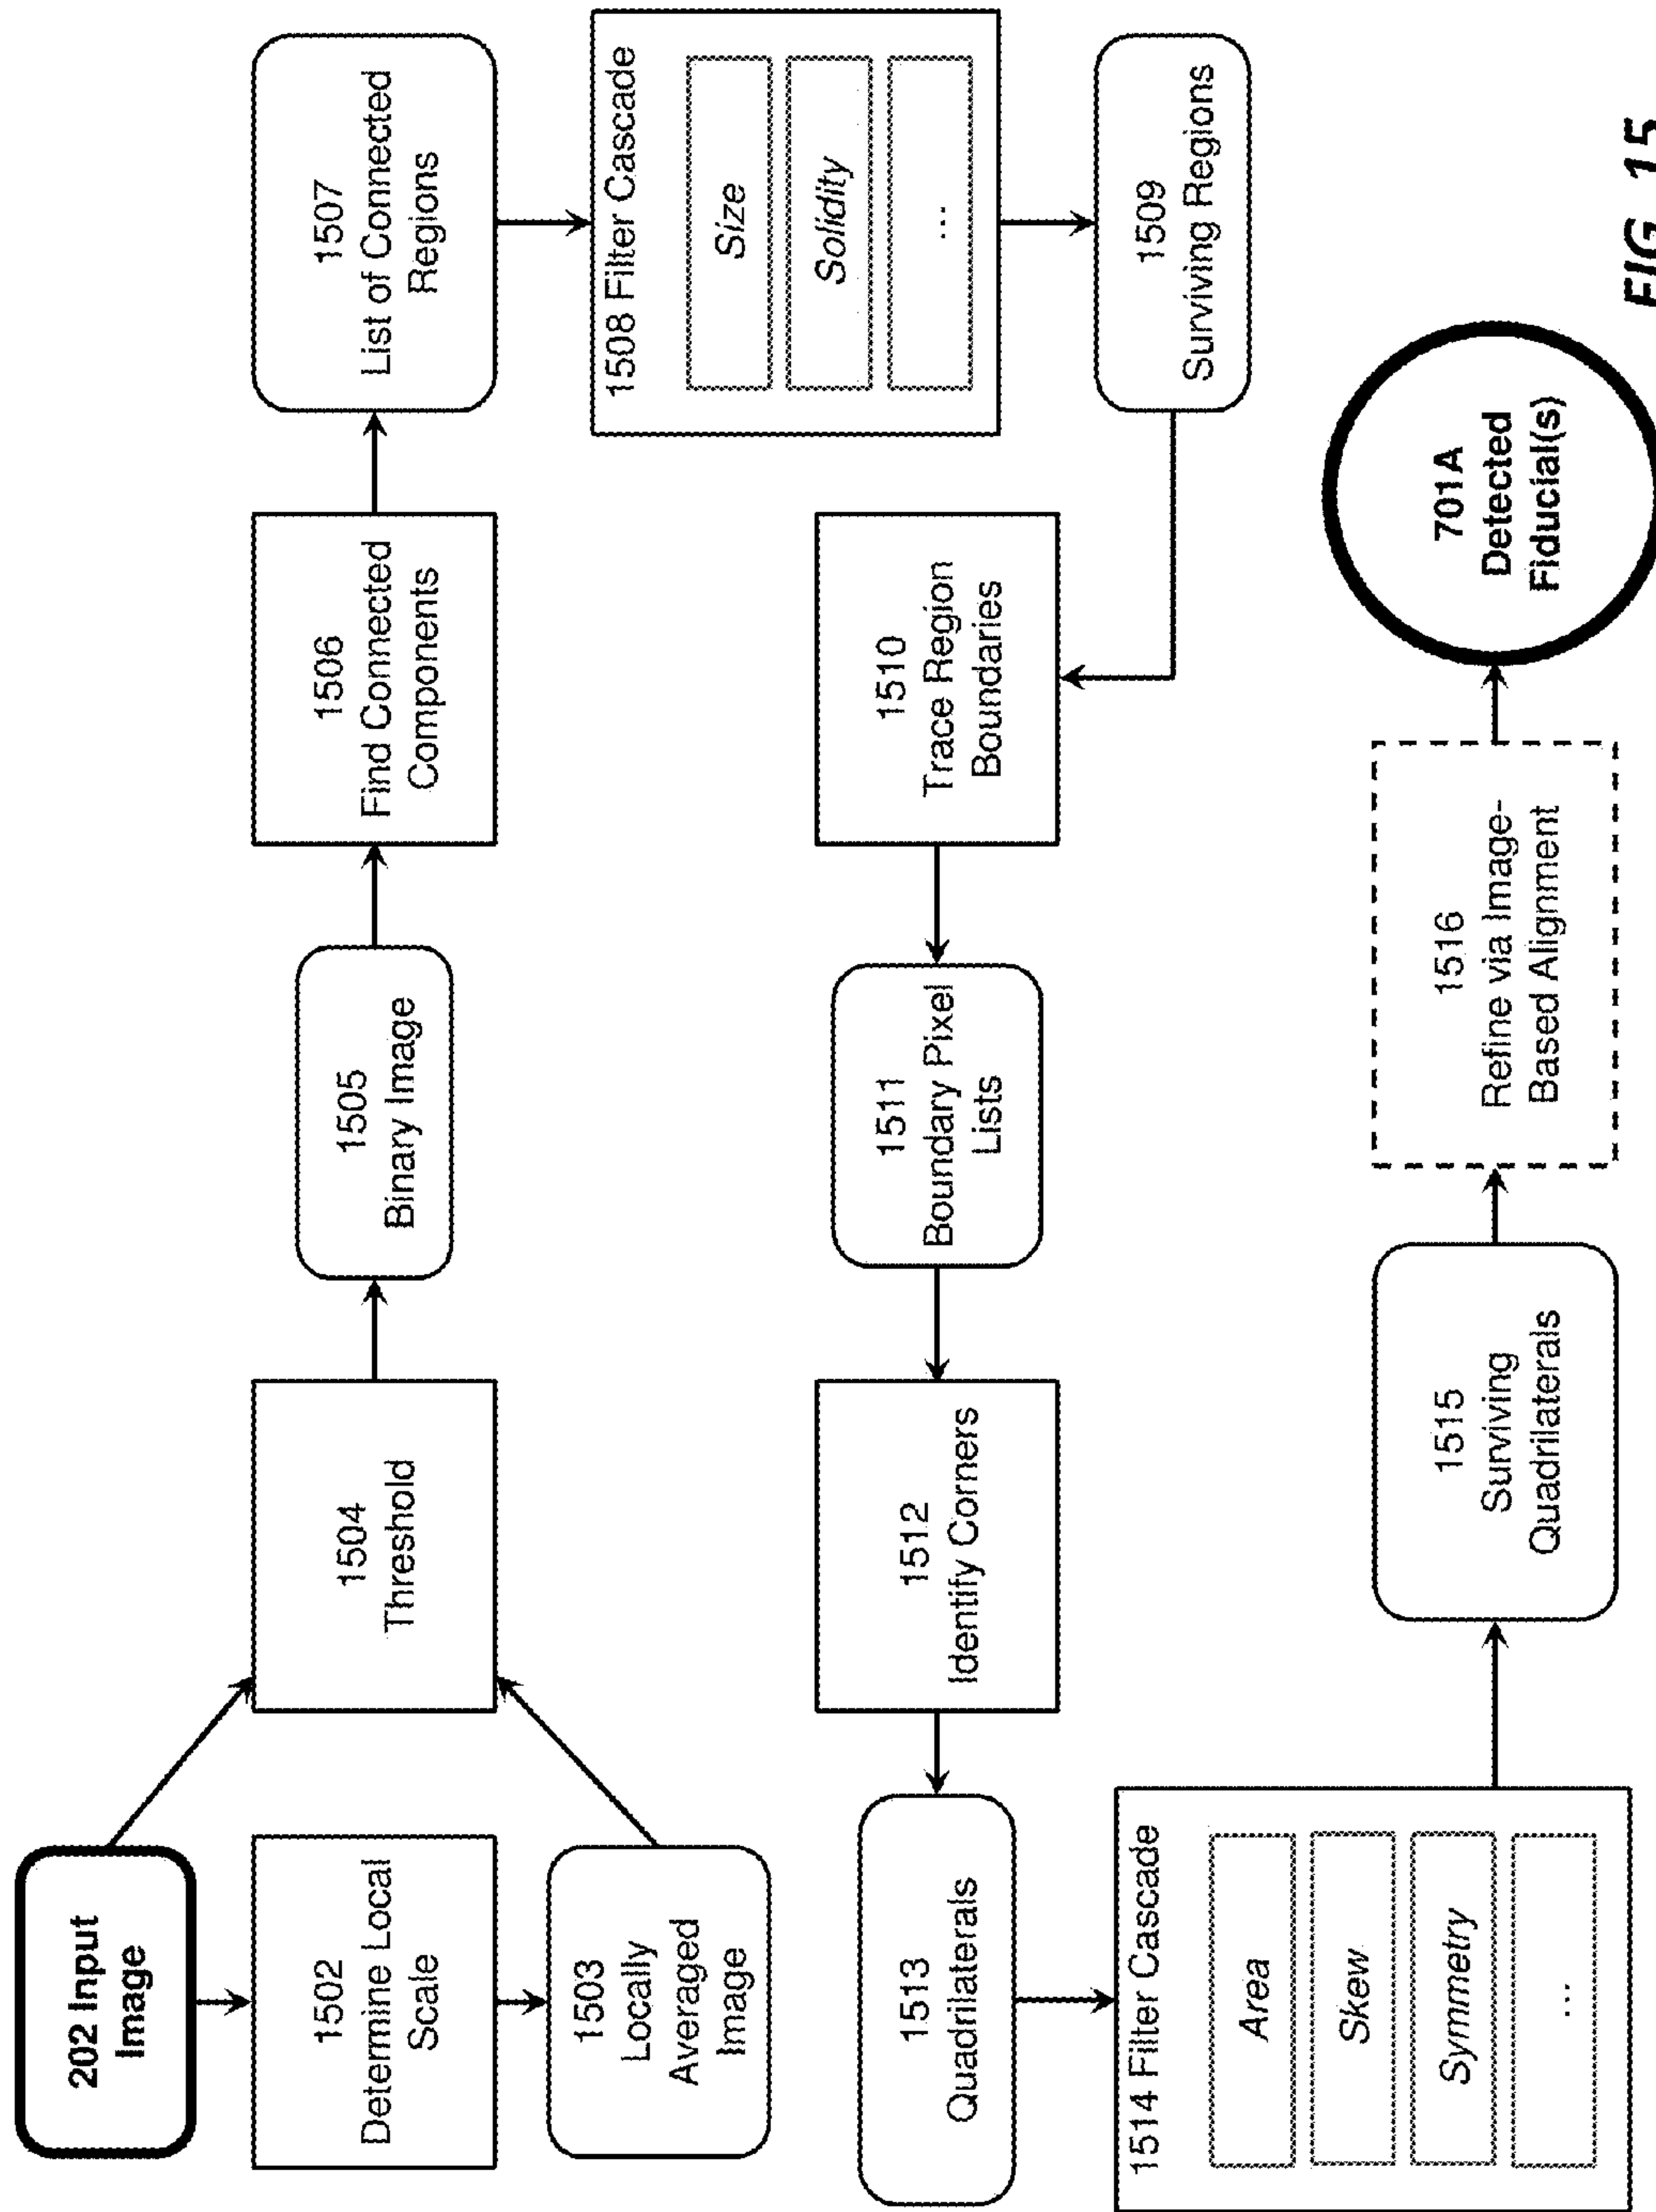 202 Input
Image
1502
Determine Local
Scale
1503
Locally
Averaged
Image
1504
Threshold
1505
Binary Image
1506
Find Connected
Components
1507
List of Connected
Regions
1508 Filter Cascade
Size
Solidity
...
1509
Surviving Regions
1510
Trace Region
Boundaries
1511
Boundary Pixel
Lists
1512
Identify Corners
1513
Quadrilaterals
1514 Filter Cascade
Area
Skew
Symmetry
...
1515
Surviving
Quadrilaterals
1516
Refine via Image-
Based Alignment
701A
Detected
Fiducial(s)
FIG. 15